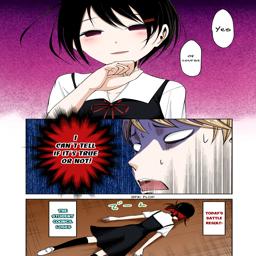 Yes
OF COURSE
I
CAN'T TELL
IF IT'S TRUE
OR NOT!
TODAY'S
BATTLE
RESULT:
THE
STUDENT
COUNCIL
LOSES